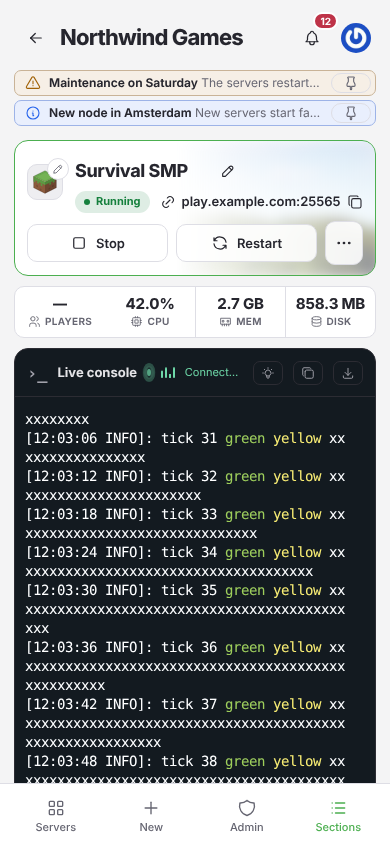 Northwind Games
12
Maintenance on Saturday The servers restart...
New node in Amsterdam New servers start fa...
Survival SMP
Running play.example.com:25565
Stop Restart
— 42.0% 2.7 GB 858.3 MB
PLAYERS CPU MEM DISK
>_ Live console Connect...
xxxxxxxx
[12:03:06 INFO]: tick 31 green yellow xx
xxxxxxxxxxxxxxx
[12:03:12 INFO]: tick 32 green yellow xx
xxxxxxxxxxxxxxxxxxxxxx
[12:03:18 INFO]: tick 33 green yellow xx
xxxxxxxxxxxxxxxxxxxxxxxxxxxxx
[12:03:24 INFO]: tick 34 green yellow xx
xxxxxxxxxxxxxxxxxxxxxxxxxxxxxxxxxxxx
[12:03:30 INFO]: tick 35 green yellow xx
xxxxxxxxxxxxxxxxxxxxxxxxxxxxxxxxxxxxxxxx
xxx
[12:03:36 INFO]: tick 36 green yellow xx
xxxxxxxxxxxxxxxxxxxxxxxxxxxxxxxxxxxxxxxx
xxxxxxxxxx
[12:03:42 INFO]: tick 37 green yellow xx
xxxxxxxxxxxxxxxxxxxxxxxxxxxxxxxxxxxxxxxx
xxxxxxxxxxxxxxxxx
[12:03:48 INFO]: tick 38 green yellow xx
xxxxxxxxxxxxxxxxxxxxxxxxxxxxxxxxxxxxxxxx
Servers New Admin Sections